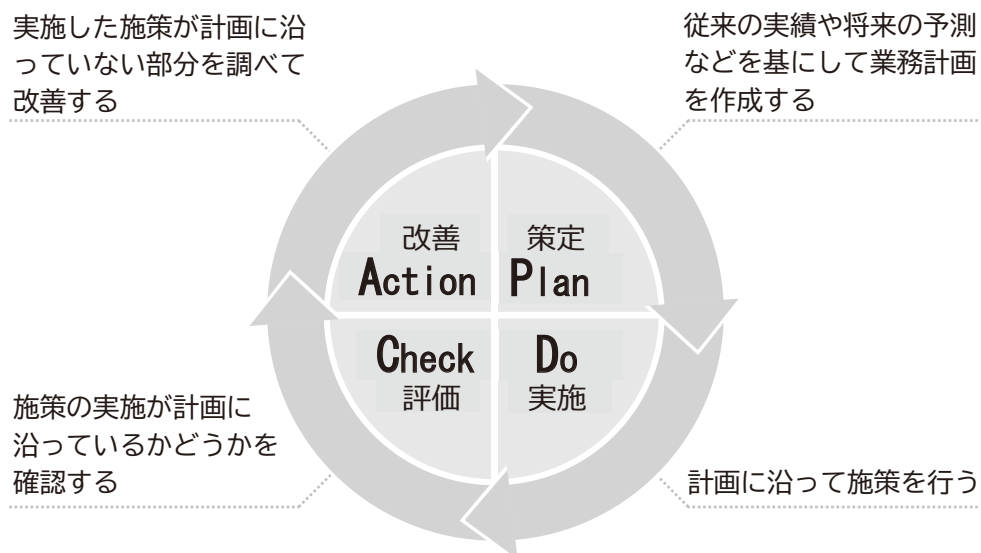 実施した施策が計画に沿
っていない部分を調べて
改善する
従来の実績や将来の予測
などを基にして業務計画
を作成する
改善
Action
策定
Plan
Check
評価
Do
実施
施策の実施が計画に
沿っているかどうかを
確認する
計画に沿って施策を行う